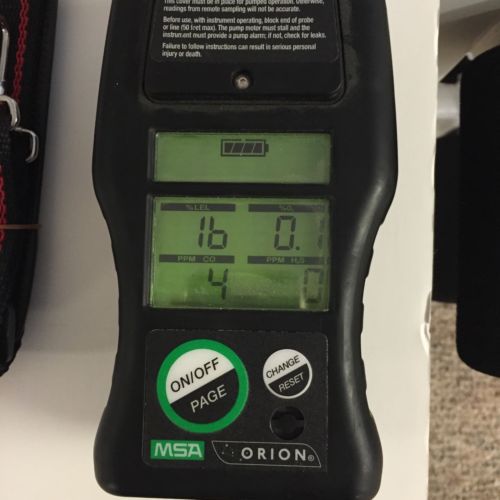 This cover must be in place for pumped operation, otherwise,
readings from remote sampling will not be accurate.
Before use, with instrument operating, block end of probe
or line (50 feet max). The pump motor must stall and the
instrument must provide a pump alarm; if not, check for leaks.
Failure to follow instructions can result in serious personal
injury or death.
%LEL %O₂
16 0.1
PPM CO PPM H₂S
4 0
ON/OFF
PAGE
CHANGE
RESET
MSA ORION®